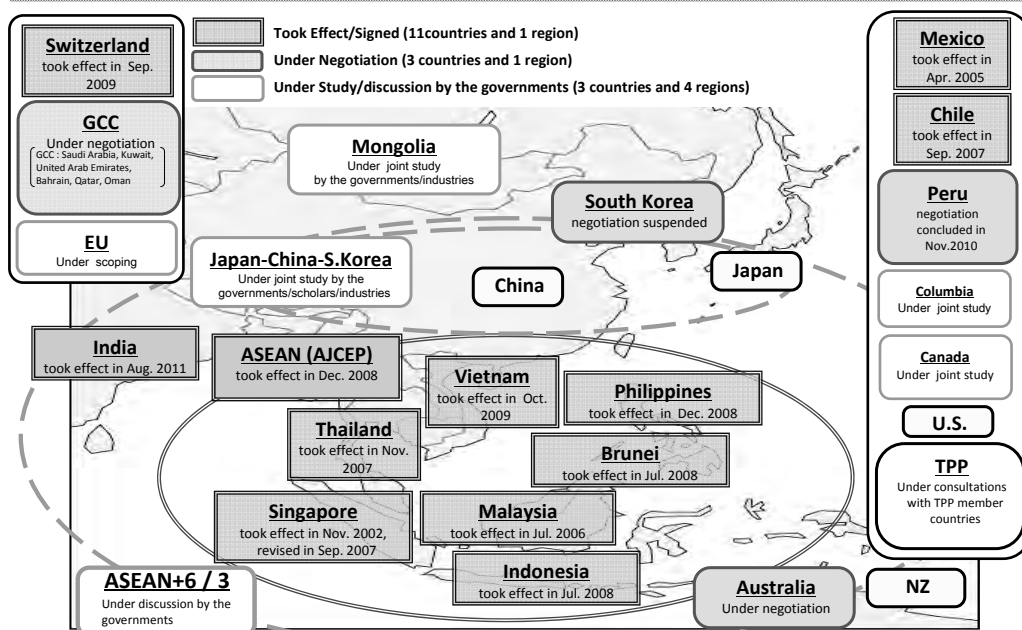 Switzerland
took effect in Sep.
2009
GCC
Under negotiation
GCC : Saudi Arabia, Kuwait,
United Arab Emirates,
Bahrain, Qatar, Oman
EU
Under scoping
Took Effect/Signed (11countries and 1 region)
Under Negotiation (3 countries and 1 region)
Under Study/discussion by the governments (3 countries and 4 regions)
Mongolia
Under joint study
by the governments/industries
South Korea
negotiation suspended
Japan-China-S.Korea
Under joint study by the
governments/scholars/industries
China
Japan
India
took effect in Aug. 2011
ASEAN (AJCEP)
took effect in Dec. 2008
Vietnam
took effect in Oct.
2009
Philippines
took effect in Dec. 2008
Thailand
took effect in Nov.
2007
Brunei
took effect in Jul. 2008
Singapore
took effect in Nov. 2002,
revised in Sep. 2007
Malaysia
took effect in Jul. 2006
Indonesia
took effect in Jul. 2008
ASEAN+6 / 3
Under discussion by the
governments
Australia
Under negotiation
Mexico
took effect in
Apr. 2005
Chile
took effect in
Sep. 2007
Peru
negotiation
concluded in
Nov.2010
Columbia
Under joint study
Canada
Under joint study
U.S.
TPP
Under consultations
with TPP member
countries
NZ